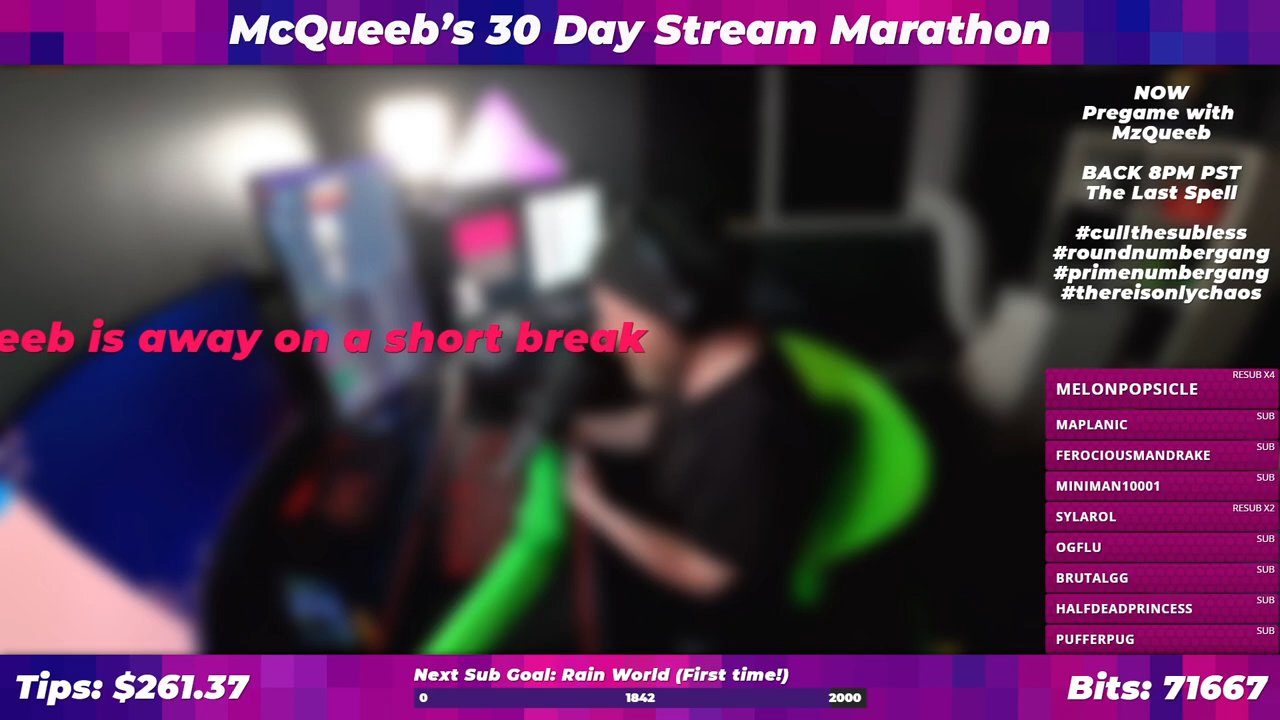 McQueeb's 30 Day Stream Marathon
NOW
Pregame with
MzQueeb
BACK 8PM PST
The Last Spell
#cullthesubless
#roundnumbergang
#primenumbergang
#thereisonlychaos
eeb is away on a short break
RESUB X4
MELONPOPSICLE
SUB
MAPLANIC
SUB
FEROCIOUSMANDRAKE
SUB
MINIMAN10001
RESUB X2
SYLAROL
SUB
OGFLU
SUB
BRUTALGG
SUB
HALFDEADPRINCESS
SUB
PUFFERPUG
Tips: $261.37
Next Sub Goal: Rain World (First time!)
0 1842 2000
Bits: 71667